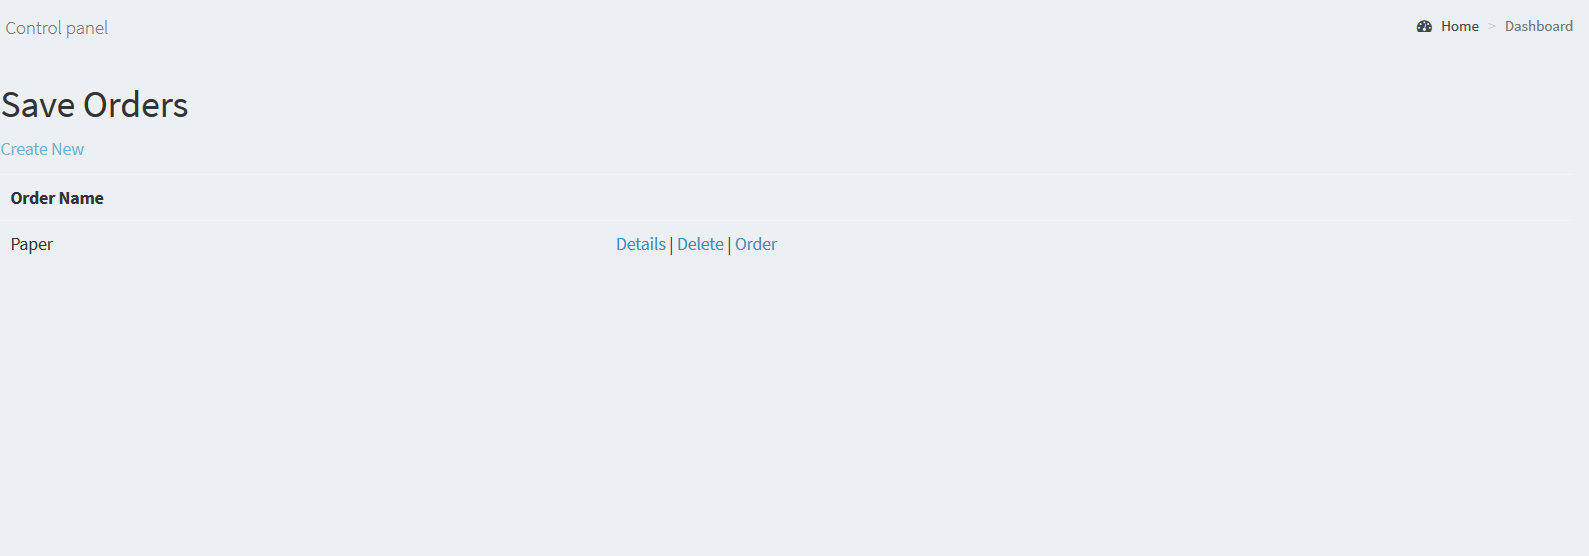 Control panel
Home > Dashboard
Save Orders
Create New
Order Name
Paper Details | Delete | Order